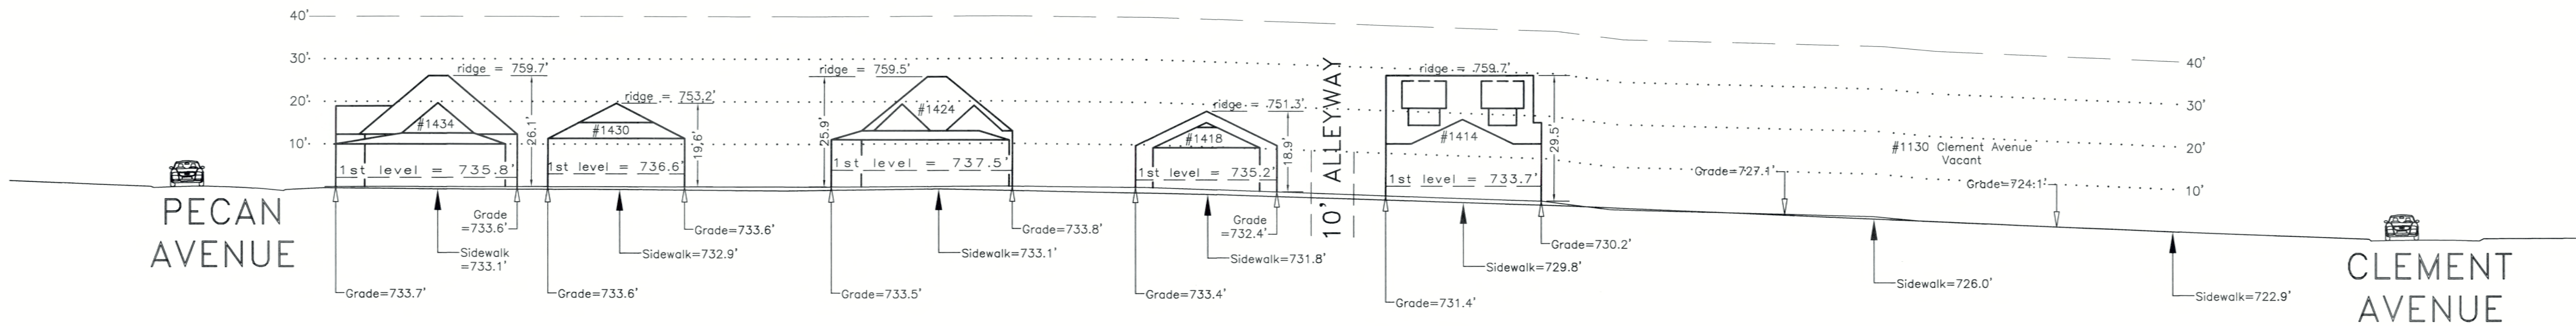 40'
30'
20'
10'
ridge = 759.7'
#1434
26.1'
1st level = 735.8'
Grade
=733.6'
Sidewalk
=733.1'
Grade=733.7'
ridge = 753.2'
#1430
19.6'
1st level = 736.6'
Grade=733.6'
Sidewalk=732.9'
Grade=733.6'
ridge = 759.5'
25.9'
#1424
1st level = 737.5'
Grade=733.8'
Sidewalk=733.1'
Grade=733.5'
ridge = 751.3'
#1418
18.9'
1st level = 735.2'
Grade
=732.4'
Sidewalk=731.8'
Grade=733.4'
10' ALLEYWAY
ridge = 759.7'
#1414
29.5'
1st level = 733.7'
Grade=730.2'
Sidewalk=729.8'
Grade=731.4'
Grade=727.1'
#1130 Clement Avenue
Vacant
Grade=724.1'
Sidewalk=726.0'
Sidewalk=722.9'
40'
30'
20'
10'
PECAN
AVENUE
CLEMENT
AVENUE